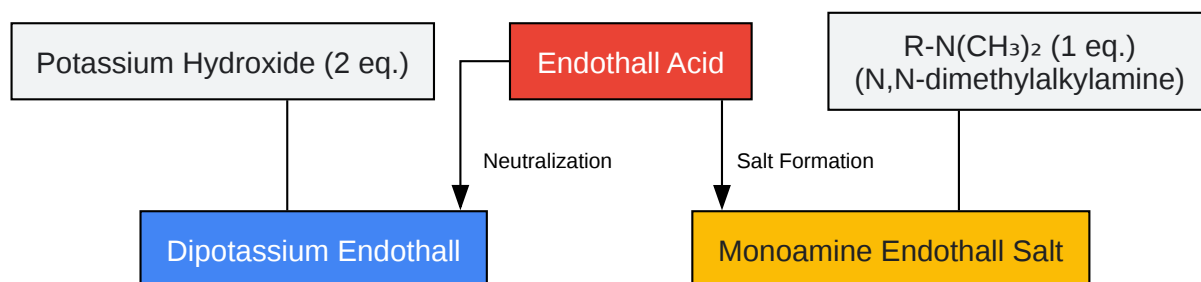 Potassium Hydroxide (2 eq.)
Endothall Acid
R-N(CH₃)₂ (1 eq.)
(N,N-dimethylalkylamine)
Neutralization
Salt Formation
Dipotassium Endothall
Monoamine Endothall Salt